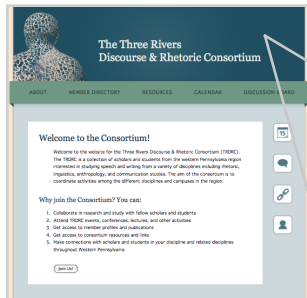 The Three Rivers
Discourse & Rhetoric Consortium
ABOUT MEMBER DIRECTORY RESOURCES CALENDAR DISCUSSION BOARD
15
Welcome to the Consortium!
Welcome to the website for the Three Rivers Discourse & Rhetoric Consortium (TRDRC).
The TRDRC is a collection of scholars and students from the western Pennsylvania region
interested in studying speech and writing from a variety of disciplines including rhetoric,
linguistics, anthropology, and communication studies. The aim of the consortium is to
coordinate activities among the different disciplines and campuses in the region.
Why join the Consortium? You can:
1. Collaborate in research and study with fellow scholars and students
2. Attend TRDRC events, conferences, lectures, and other activities
3. Get access to member profiles and publications
4. Get access to consortium resources and links
5. Make connections with scholars and students in your discipline and related disciplines
throughout Western Pennsylvania
Join Us!